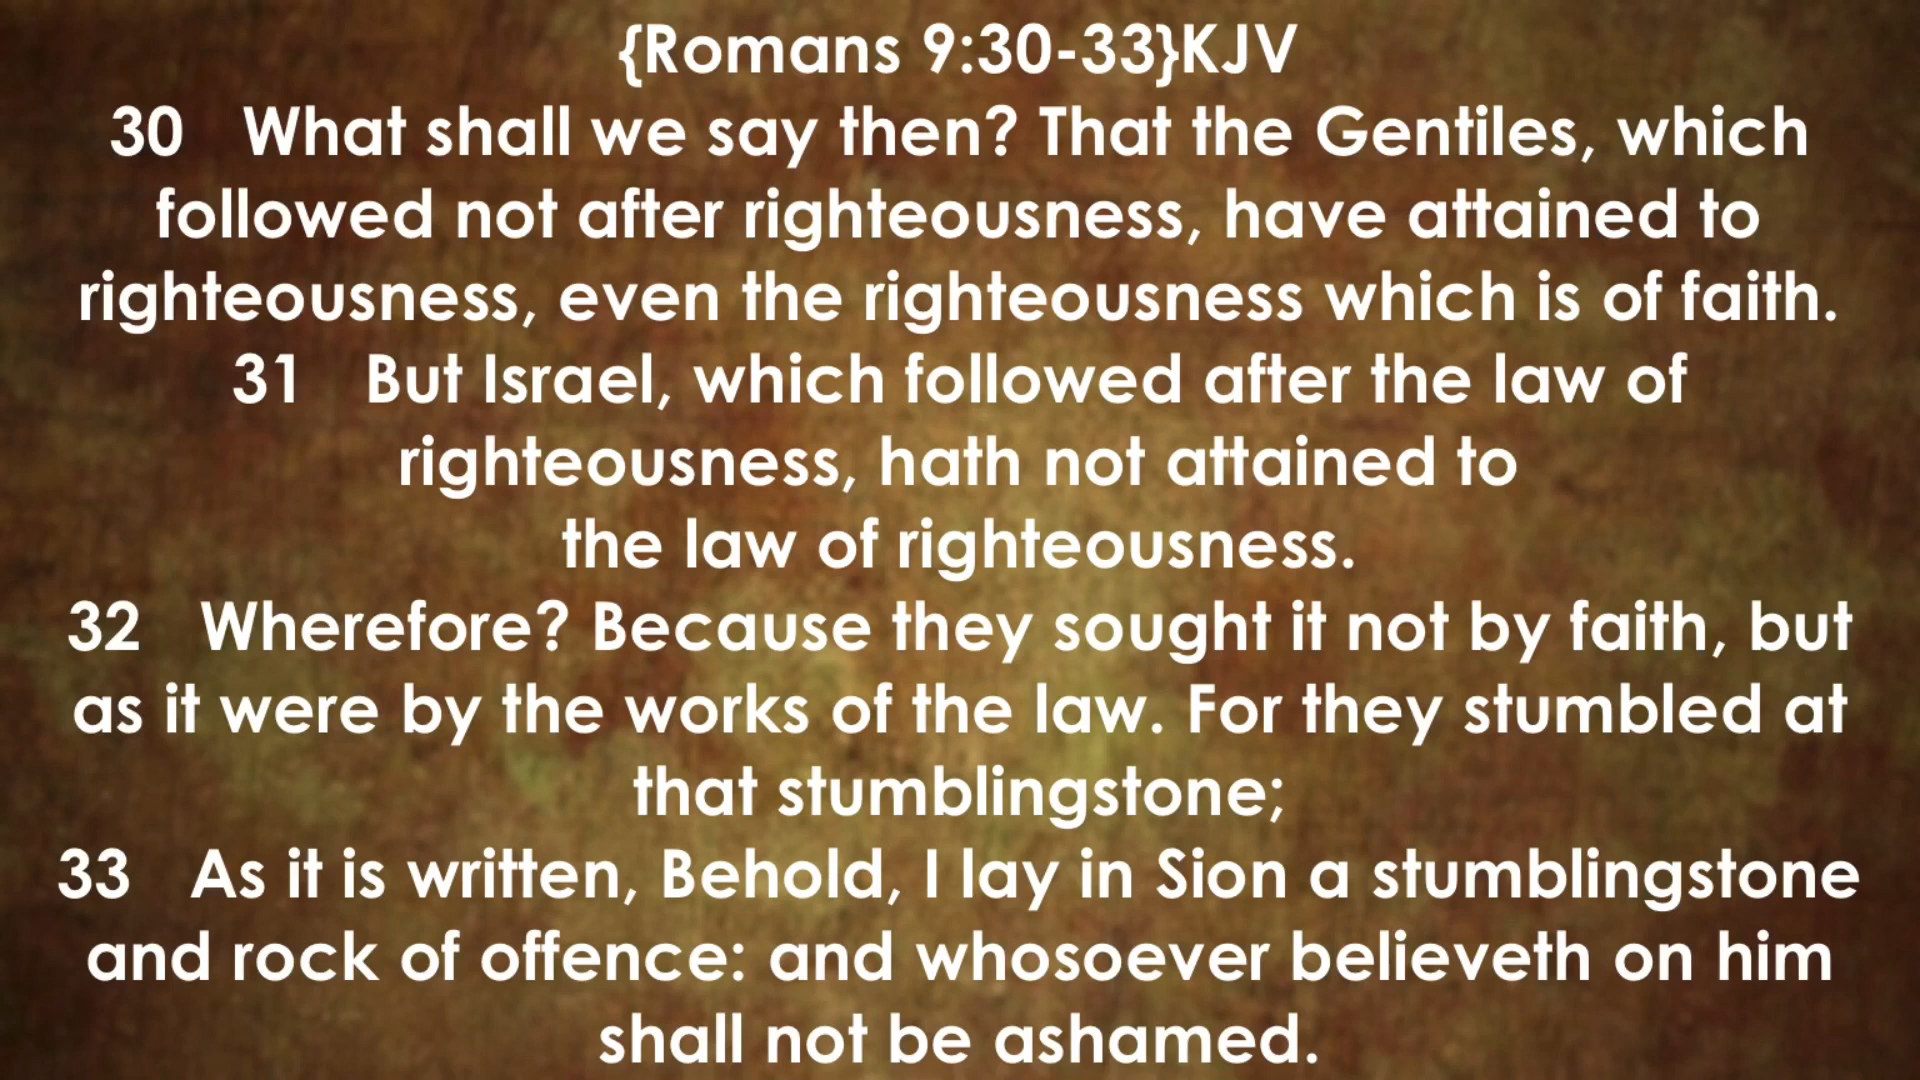 {Romans 9:30-33}KJV
30 What shall we say then? That the Gentiles, which
followed not after righteousness, have attained to
righteousness, even the righteousness which is of faith.
31 But Israel, which followed after the law of
righteousness, hath not attained to
the law of righteousness.
32 Wherefore? Because they sought it not by faith, but
as it were by the works of the law. For they stumbled at
that stumblingstone;
33 As it is written, Behold, I lay in Sion a stumblingstone
and rock of offence: and whosoever believeth on him
shall not be ashamed.